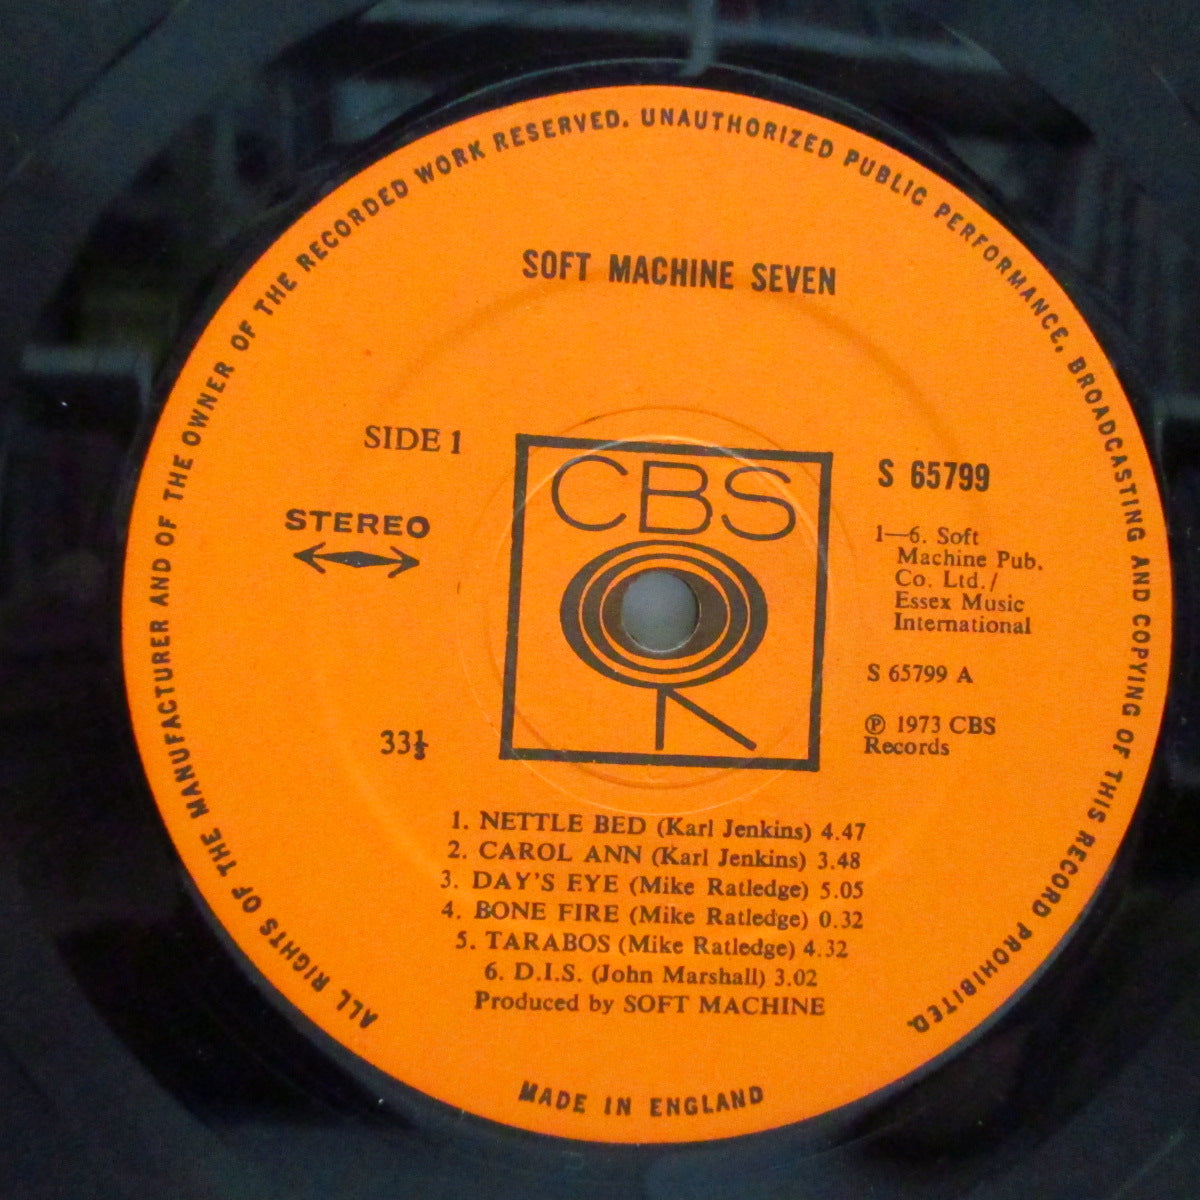 ALL RIGHTS OF THE MANUFACTURER AND OF THE OWNER OF THE RECORDED WORK RESERVED. UNAUTHORIZED PUBLIC PERFORMANCE, BROADCASTING AND COPYING OF THIS RECORD PROHIBITED.
SOFT MACHINE SEVEN
SIDE 1
STEREO
33⅓
CBS
S 65799
1—6. Soft
Machine Pub.
Co. Ltd./
Essex Music
International
S 65799 A
℗ 1973 CBS
Records
1. NETTLE BED (Karl Jenkins) 4.47
2. CAROL ANN (Karl Jenkins) 3.48
3. DAY'S EYE (Mike Ratledge) 5.05
4. BONE FIRE (Mike Ratledge) 0.32
5. TARABOS (Mike Ratledge) 4.32
6. D.I.S. (John Marshall) 3.02
Produced by SOFT MACHINE
MADE IN ENGLAND